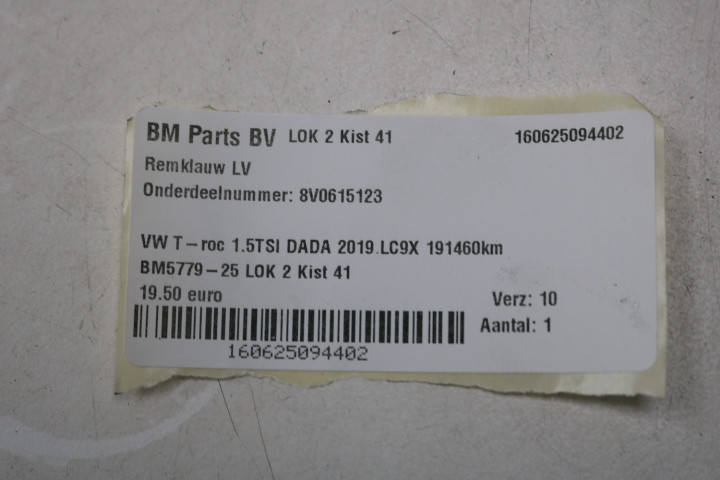 BM Parts BV LOK 2 Kist 41 160625094402
Remklauw LV
Onderdeelnummer: 8V0615123
VW T-roc 1.5TSI DADA 2019.LC9X 191460km
BM5779-25 LOK 2 Kist 41
19.50 euro Verz: 10
Aantal: 1
160625094402